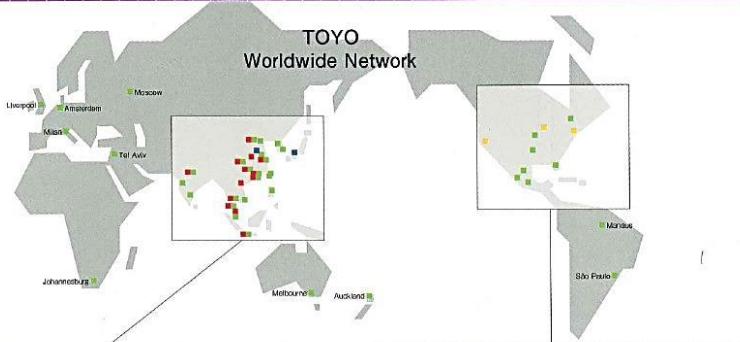 TOYO
Worldwide Network
Moscow
Liverpool
Amsterdam
Milan
Tel Aviv
Manaus
Johannesburg
Melbourne
Auckland
São Paulo